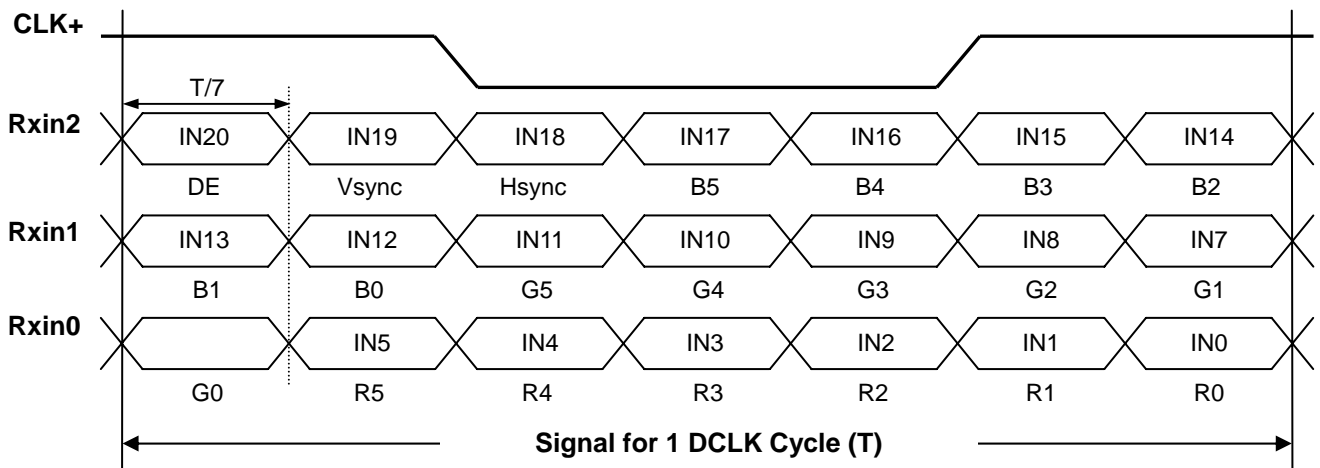 CLK+
T/7
Rxin2 IN20 IN19 IN18 IN17 IN16 IN15 IN14
DE Vsync Hsync B5 B4 B3 B2
Rxin1 IN13 IN12 IN11 IN10 IN9 IN8 IN7
B1 B0 G5 G4 G3 G2 G1
Rxin0 IN5 IN4 IN3 IN2 IN1 IN0
G0 R5 R4 R3 R2 R1 R0
Signal for 1 DCLK Cycle (T)